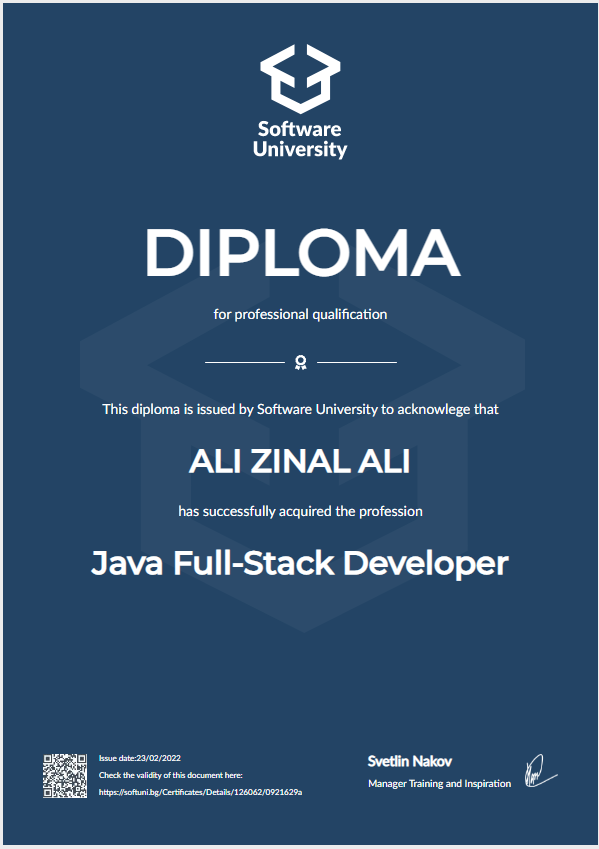 Software
University
DIPLOMA
for professional qualification
This diploma is issued by Software University to acknowlege that
ALI ZINAL ALI
has successfully acquired the profession
Java Full-Stack Developer
Issue date:23/02/2022
Check the validity of this document here:
https://softuni.bg/Certificates/Details/126062/0921629a
Svetlin Nakov
Manager Training and Inspiration